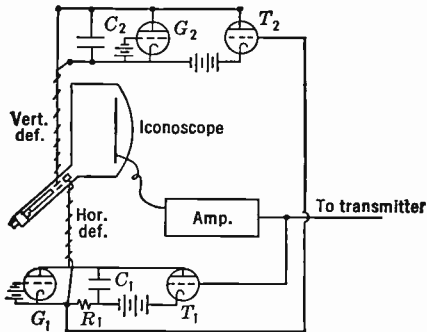 C2
G2
T2
Vert.
def.
Iconoscope
Hor.
def.
Amp.
To transmitter
G1
R1
C1
T1